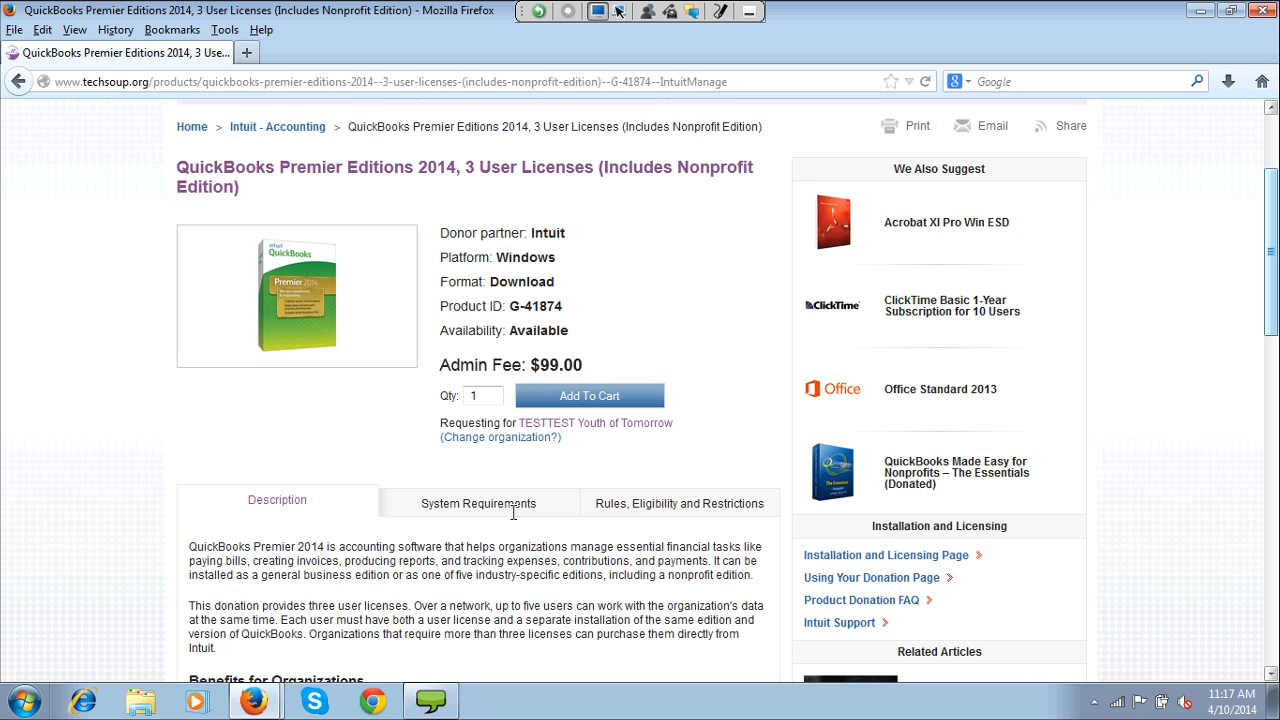 QuickBooks Premier Editions 2014, 3 User Licenses (Includes Nonprofit Edition) - Mozilla Firefox
File Edit View History Bookmarks Tools Help
QuickBooks Premier Editions 2014, 3 Use...
www.techsoup.org/products/quickbooks-premier-editions-2014--3-user-licenses-(includes-nonprofit-edition)--G-41874--IntuitManage
Google
Home > Intuit - Accounting > QuickBooks Premier Editions 2014, 3 User Licenses (Includes Nonprofit Edition)
Print Email Share
QuickBooks Premier Editions 2014, 3 User Licenses (Includes Nonprofit
Edition)
intuit
QuickBooks
Premier 2014
Donor partner: Intuit
Platform: Windows
Format: Download
Product ID: G-41874
Availability: Available
Admin Fee: $99.00
Qty: 1 Add To Cart
Requesting for TESTTEST Youth of Tomorrow
(Change organization?)
Description System Requirements Rules, Eligibility and Restrictions
QuickBooks Premier 2014 is accounting software that helps organizations manage essential financial tasks like
paying bills, creating invoices, producing reports, and tracking expenses, contributions, and payments. It can be
installed as a general business edition or as one of five industry-specific editions, including a nonprofit edition.
This donation provides three user licenses. Over a network, up to five users can work with the organization's data
at the same time. Each user must have both a user license and a separate installation of the same edition and
version of QuickBooks. Organizations that require more than three licenses can purchase them directly from
Intuit.
Benefits for Organizations
We Also Suggest
Acrobat XI Pro Win ESD
ClickTime
ClickTime Basic 1-Year
Subscription for 10 Users
Office
Office Standard 2013
QuickBooks Made Easy for
Nonprofits – The Essentials
(Donated)
Installation and Licensing
Installation and Licensing Page
Using Your Donation Page
Product Donation FAQ
Intuit Support
Related Articles
11:17 AM
4/10/2014